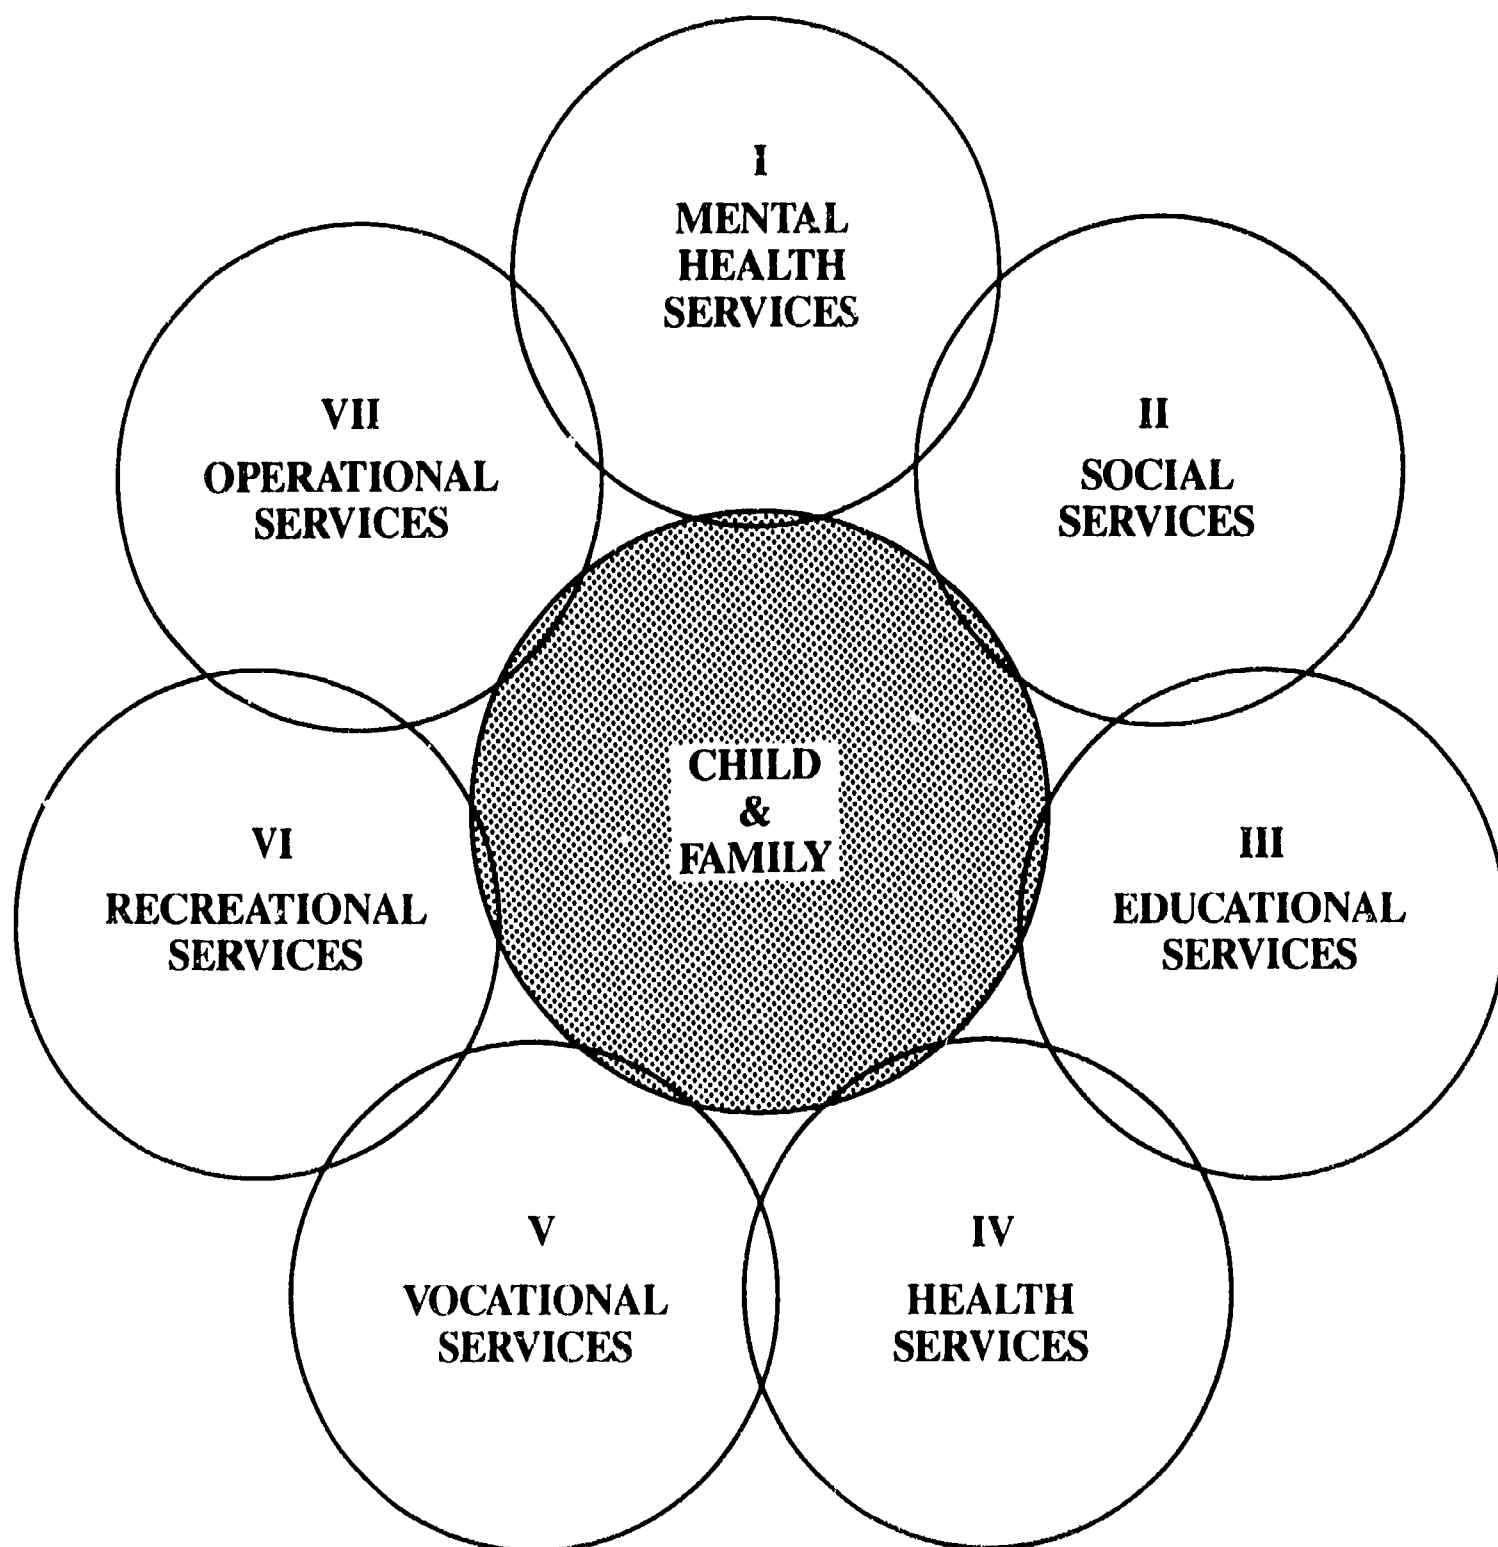 I
MENTAL
HEALTH
SERVICES
II
SOCIAL
SERVICES
III
EDUCATIONAL
SERVICES
IV
HEALTH
SERVICES
V
VOCATIONAL
SERVICES
VI
RECREATIONAL
SERVICES
VII
OPERATIONAL
SERVICES
CHILD
&
FAMILY